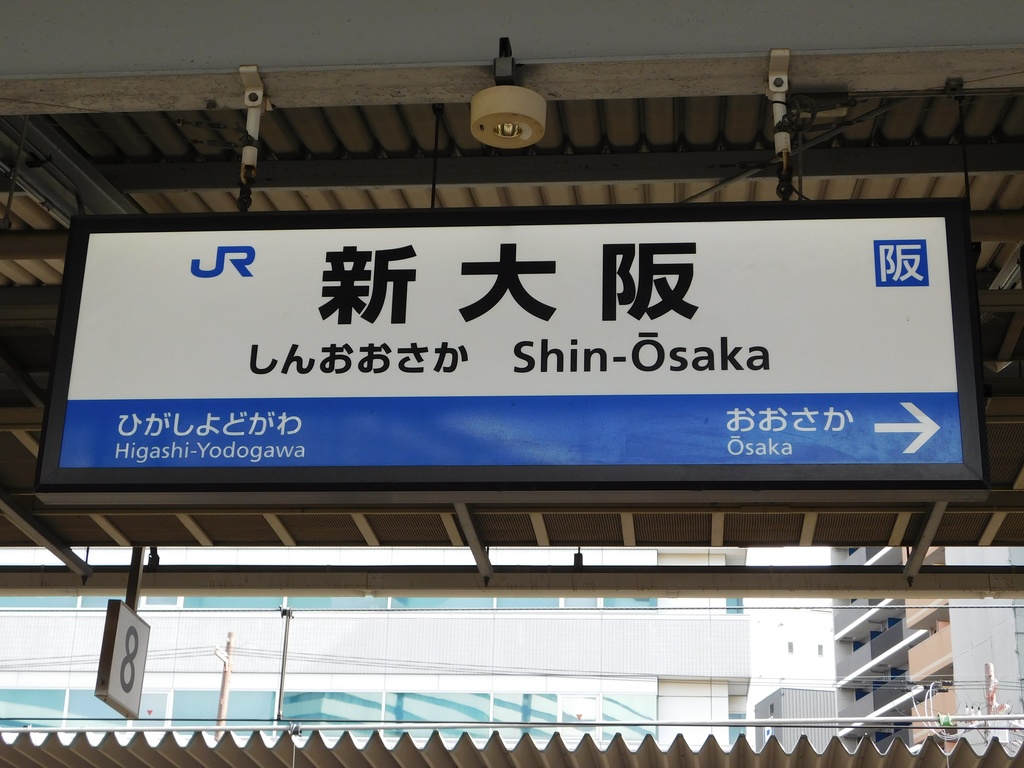 JR 新大阪 阪
しんおおさか Shin-Ōsaka
ひがしよどがわ おおさか →
Higashi-Yodogawa Ōsaka
8